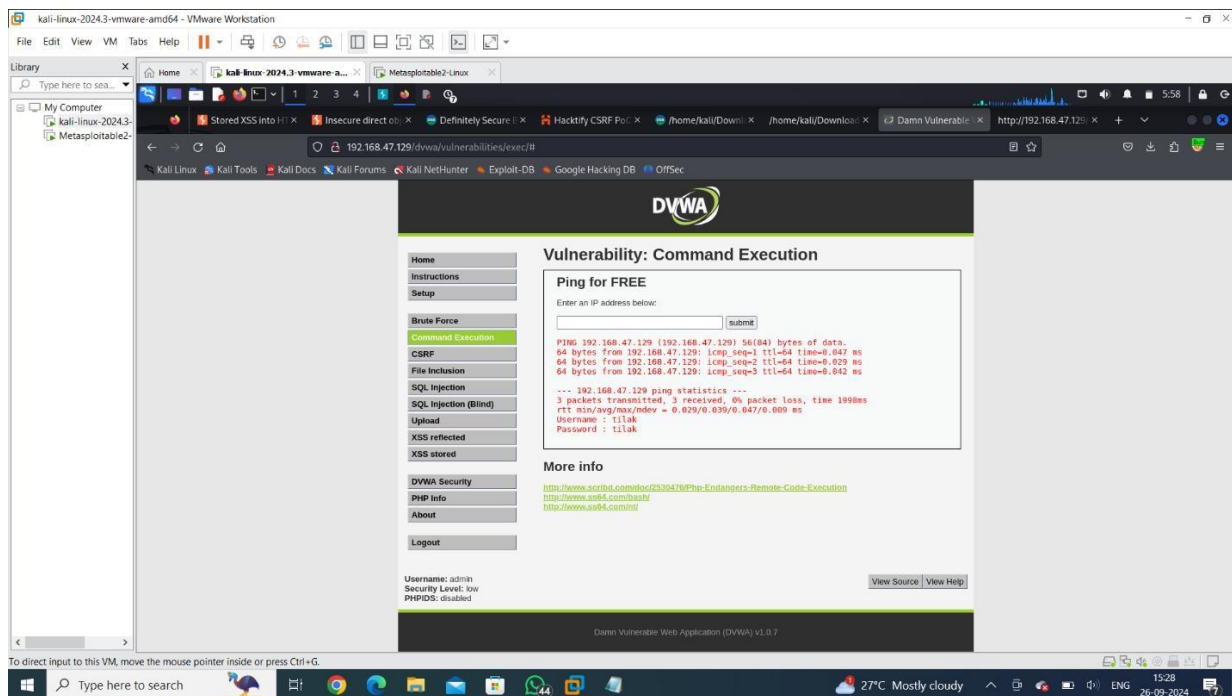 kali-linux-2024.3-vmware-amd64 - VMware Workstation
File Edit View VM Tabs Help
Library
Type here to sea...
My Computer
kali-linux-2024.3-
Metasploitable2-
Home kali-linux-2024.3-vmware-a... Metasploitable2-Linux
1 2 3 4 5:58
Stored XSS into HT Insecure direct obj Definitely Secure B Hacktify CSRF PoC /home/kali/Downl /home/kali/Download Damn Vulnerable http://192.168.47.129/
192.168.47.129/dvwa/vulnerabilities/exec/#
Kali Linux Kali Tools Kali Docs Kali Forums Kali NetHunter Exploit-DB Google Hacking DB OffSec
DVWA
Home
Instructions
Setup
Brute Force
Command Execution
CSRF
File Inclusion
SQL Injection
SQL Injection (Blind)
Upload
XSS reflected
XSS stored
DVWA Security
PHP Info
About
Logout
Vulnerability: Command Execution
Ping for FREE
Enter an IP address below:
submit
PING 192.168.47.129 (192.168.47.129) 56(84) bytes of data.
64 bytes from 192.168.47.129: icmp_seq=1 ttl=64 time=0.047 ms
64 bytes from 192.168.47.129: icmp_seq=2 ttl=64 time=0.029 ms
64 bytes from 192.168.47.129: icmp_seq=3 ttl=64 time=0.042 ms
--- 192.168.47.129 ping statistics ---
3 packets transmitted, 3 received, 0% packet loss, time 1998ms
rtt min/avg/max/mdev = 0.029/0.039/0.047/0.009 ms
Username : tilak
Password : tilak
More info
http://www.scribd.com/doc/2530476/Php-Endangers-Remote-Code-Execution
http://www.ss64.com/bash/
http://www.ss64.com/nt/
Username: admin
Security Level: low
PHPIDS: disabled
View Source View Help
Damn Vulnerable Web Application (DVWA) v1.0.7
To direct input to this VM, move the mouse pointer inside or press Ctrl+G.
Type here to search
44
27°C Mostly cloudy
ENG
15:28
26-09-2024